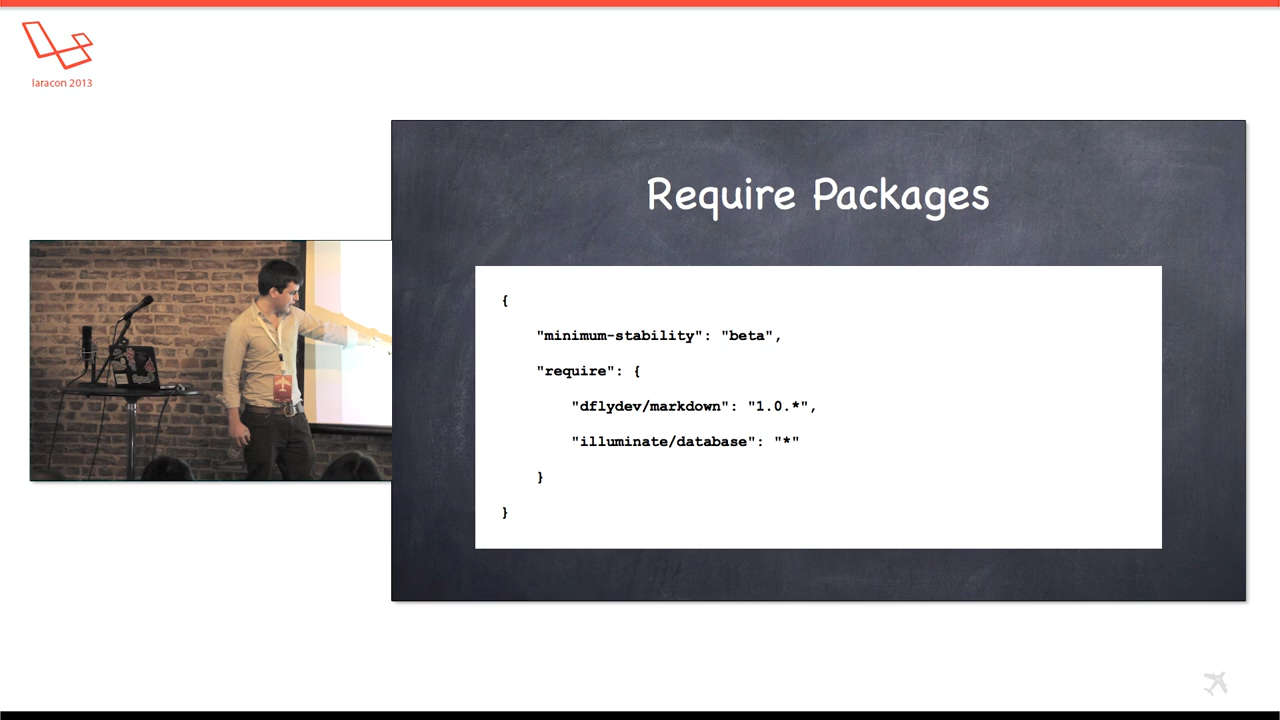 laracon 2013
Require Packages
{
"minimum-stability": "beta",
"require": {
"dflydev/markdown": "1.0.*",
"illuminate/database": "*"
}
}